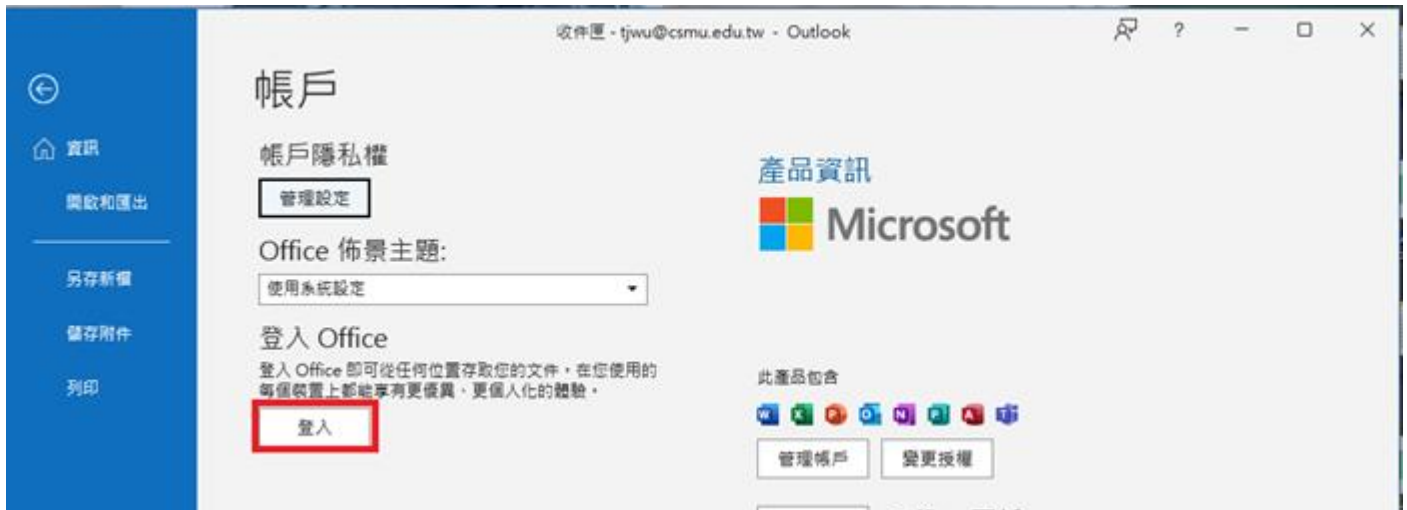 收件匣 - tjwu@csmu.edu.tw - Outlook
?
帳戶
資訊
開啟和匯出
另存新檔
儲存附件
列印
帳戶隱私權
管理設定
Office 佈景主題:
使用系統設定
登入 Office
登入 Office 即可從任何位置存取您的文件，在您使用的
每個裝置上都能享有更優異、更個人化的體驗。
登入
產品資訊
Microsoft
此產品包含
管理帳戶
變更授權